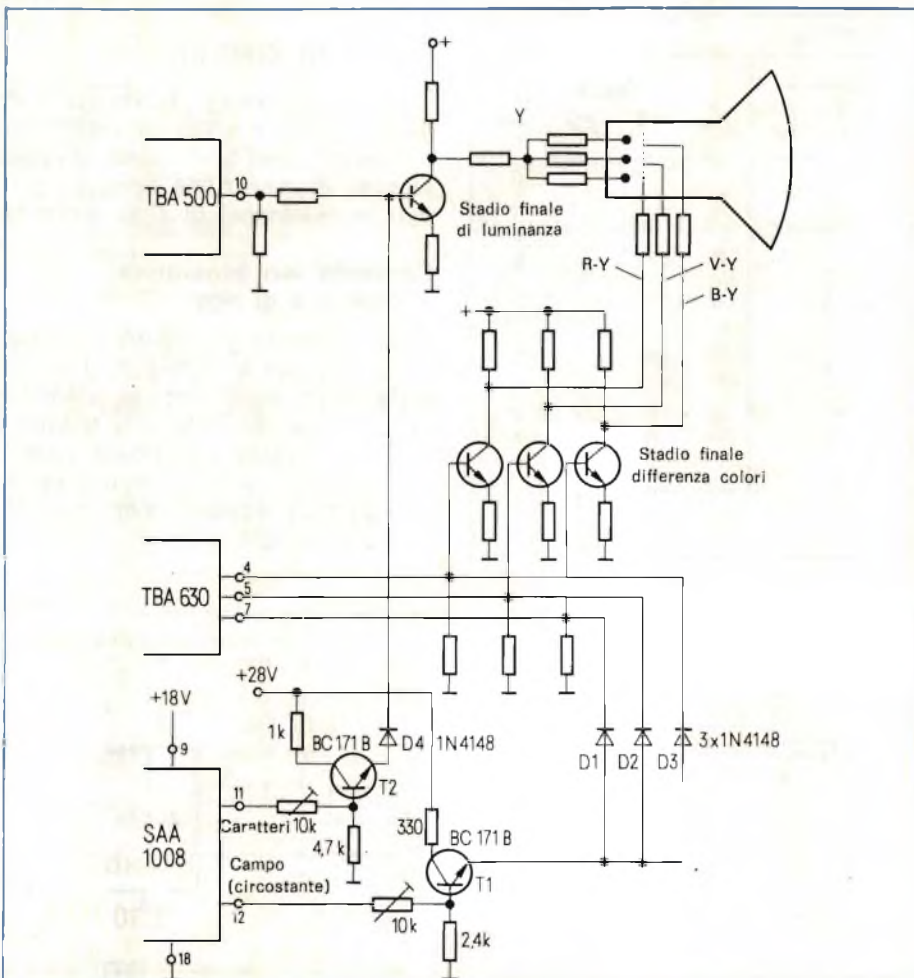 +
Y
TBA 500
10
Stadio finale
di luminanza
R-Y
V-Y
B-Y
+
Stadio finale
differenza colori
TBA 630
4
5
7
+28V
+18V
9
1k
BC 171 B
D4
1N4148
T2
D1
D2
D3
3x1N4148
11
Caratteri
10k
4,7k
330
BC 171 B
SAA
1008
Campo
(circostante)
T1
12
10k
2,4k
18